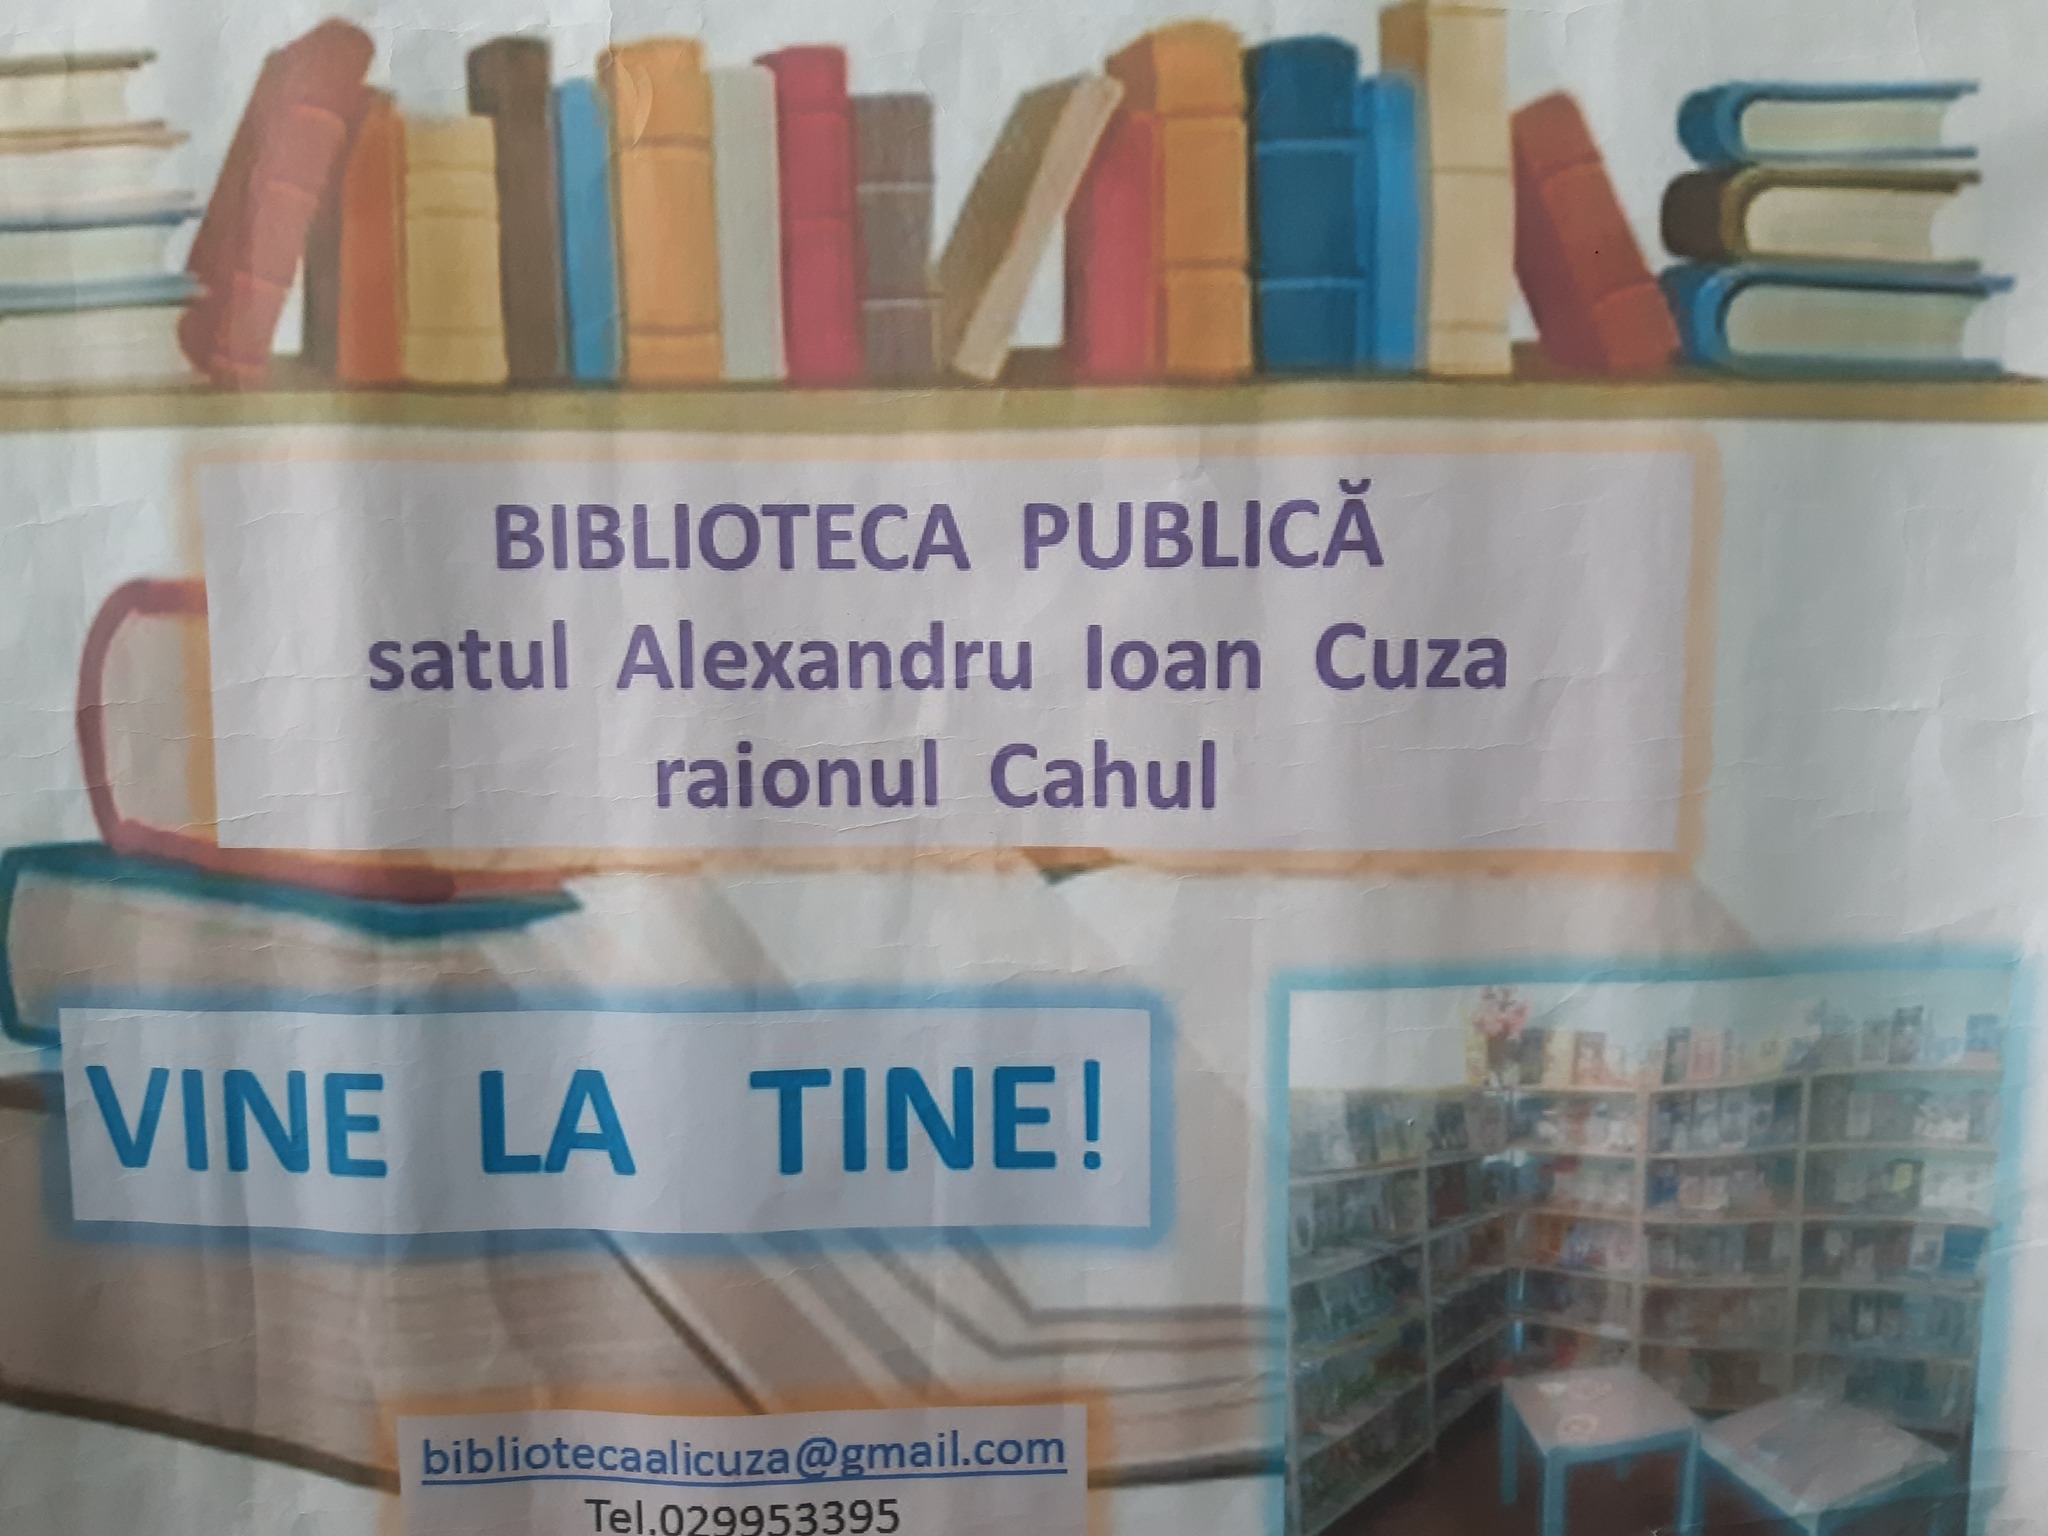 BIBLIOTECA PUBLICĂ
satul Alexandru Ioan Cuza
raionul Cahul
VINE LA TINE!
bibliotecaalicuza@gmail.com
Tel.029953395